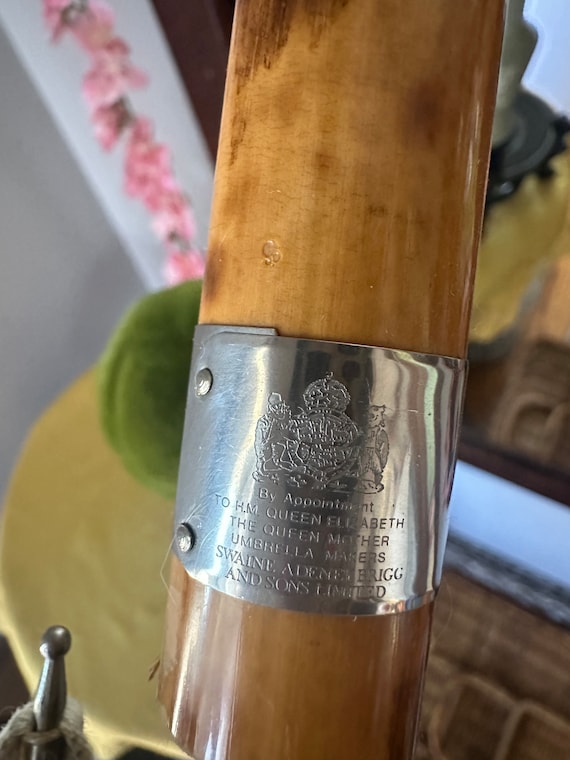 By Appointment
TO H.M. QUEEN ELIZABETH
THE QUEEN MOTHER
UMBRELLA MAKERS
SWAINE ADENEY BRIGG
AND SONS LIMITED